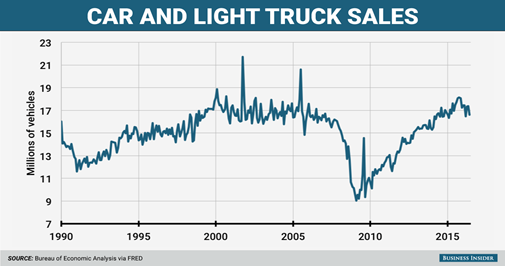 CAR AND LIGHT TRUCK SALES
Millions of vehicles
23
21
19
17
15
13
11
9
7
1990 1995 2000 2005 2010 2015
SOURCE: Bureau of Economic Analysis via FRED
BUSINESS INSIDER